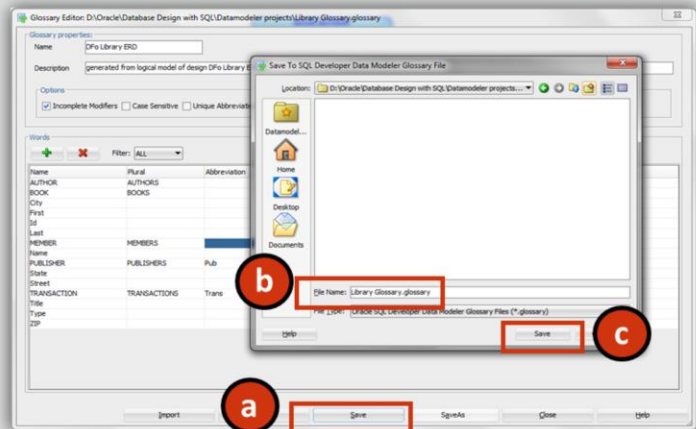 Glossary Editor: D:\Oracle\Database Design with SQL\Datamodeler projects\Library Glossary.glossary
Glossary properties:
Name DFo Library ERD
Description generated from logical model of design DFo Library E
Options
Incomplete Modifiers Case Sensitive Unique Abbreviati
Words
Filter: ALL
Name Plural Abbreviation
AUTHOR AUTHORS
BOOK BOOKS
City
First
Id
Last
MEMBER MEMBERS
Name
PUBLISHER PUBLISHERS Pub
State
Street
TRANSACTION TRANSACTIONS Trans
Title
Type
ZIP
Import Save SaveAs Close Help
a
Save To SQL Developer Data Modeler Glossary File
Location: D:\Oracle\Database Design with SQL\Datamodeler projects...
Datamodel...
Home
Desktop
Documents
b
File Name: Library Glossary.glossary
File Type: Oracle SQL Developer Data Modeler Glossary Files (*.glossary)
Help Save
c